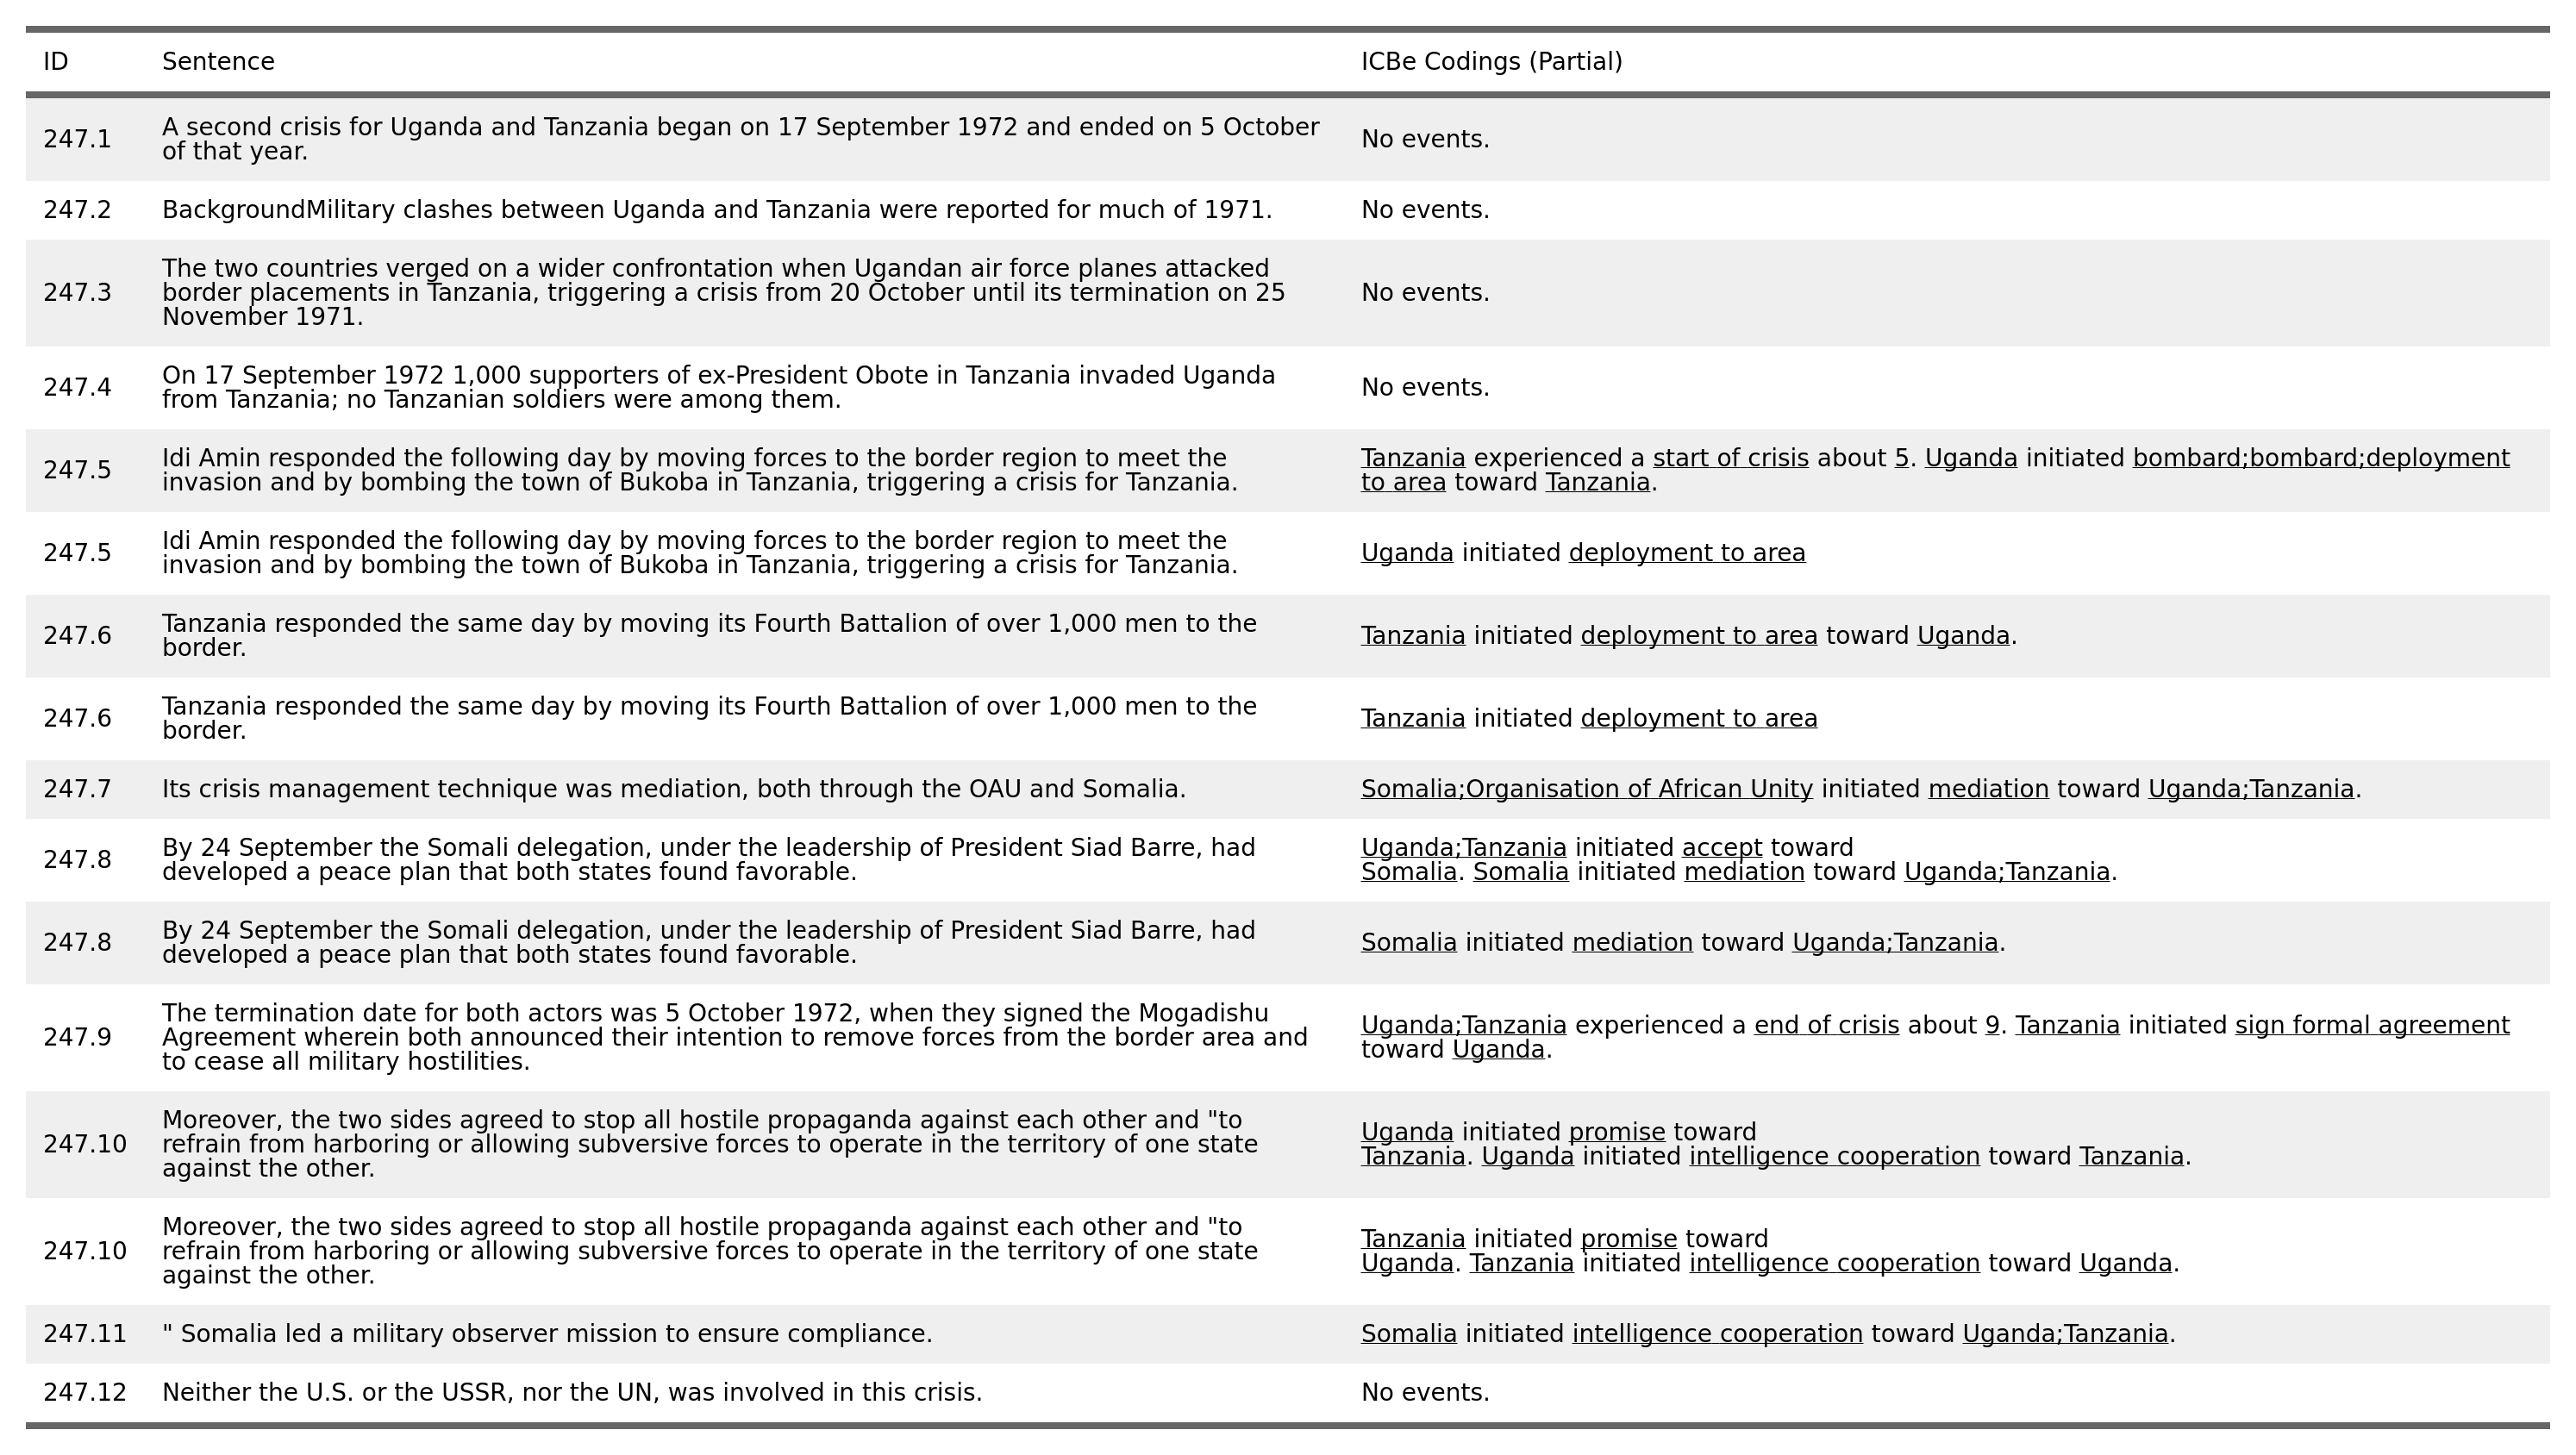 ID Sentence ICBe Codings (Partial)
247.1 A second crisis for Uganda and Tanzania began on 17 September 1972 and ended on 5 October
of that year. No events.
247.2 BackgroundMilitary clashes between Uganda and Tanzania were reported for much of 1971. No events.
The two countries verged on a wider confrontation when Ugandan air force planes attacked
247.3 border placements in Tanzania, triggering a crisis from 20 October until its termination on 25 No events.
November 1971.
247.4 On 17 September 1972 1,000 supporters of ex-President Obote in Tanzania invaded Uganda
from Tanzania; no Tanzanian soldiers were among them. No events.
247.5 Idi Amin responded the following day by moving forces to the border region to meet the Tanzania experienced a start of crisis about 5. Uganda initiated bombard;bombard;deployment
invasion and by bombing the town of Bukoba in Tanzania, triggering a crisis for Tanzania. to area toward Tanzania.
247.5 Idi Amin responded the following day by moving forces to the border region to meet the
invasion and by bombing the town of Bukoba in Tanzania, triggering a crisis for Tanzania. Uganda initiated deployment to area
247.6 Tanzania responded the same day by moving its Fourth Battalion of over 1,000 men to the
border. Tanzania initiated deployment to area toward Uganda.
247.6 Tanzania responded the same day by moving its Fourth Battalion of over 1,000 men to the
border. Tanzania initiated deployment to area
247.7 Its crisis management technique was mediation, both through the OAU and Somalia. Somalia;Organisation of African Unity initiated mediation toward Uganda;Tanzania.
247.8 By 24 September the Somali delegation, under the leadership of President Siad Barre, had Uganda;Tanzania initiated accept toward
developed a peace plan that both states found favorable. Somalia. Somalia initiated mediation toward Uganda;Tanzania.
247.8 By 24 September the Somali delegation, under the leadership of President Siad Barre, had
developed a peace plan that both states found favorable. Somalia initiated mediation toward Uganda;Tanzania.
The termination date for both actors was 5 October 1972, when they signed the Mogadishu Uganda;Tanzania experienced a end of crisis about 9. Tanzania initiated sign formal agreement
247.9 Agreement wherein both announced their intention to remove forces from the border area and toward Uganda.
to cease all military hostilities.
Moreover, the two sides agreed to stop all hostile propaganda against each other and "to Uganda initiated promise toward
247.10 refrain from harboring or allowing subversive forces to operate in the territory of one state Tanzania. Uganda initiated intelligence cooperation toward Tanzania.
against the other.
Moreover, the two sides agreed to stop all hostile propaganda against each other and "to Tanzania initiated promise toward
247.10 refrain from harboring or allowing subversive forces to operate in the territory of one state Uganda. Tanzania initiated intelligence cooperation toward Uganda.
against the other.
247.11 " Somalia led a military observer mission to ensure compliance. Somalia initiated intelligence cooperation toward Uganda;Tanzania.
247.12 Neither the U.S. or the USSR, nor the UN, was involved in this crisis. No events.